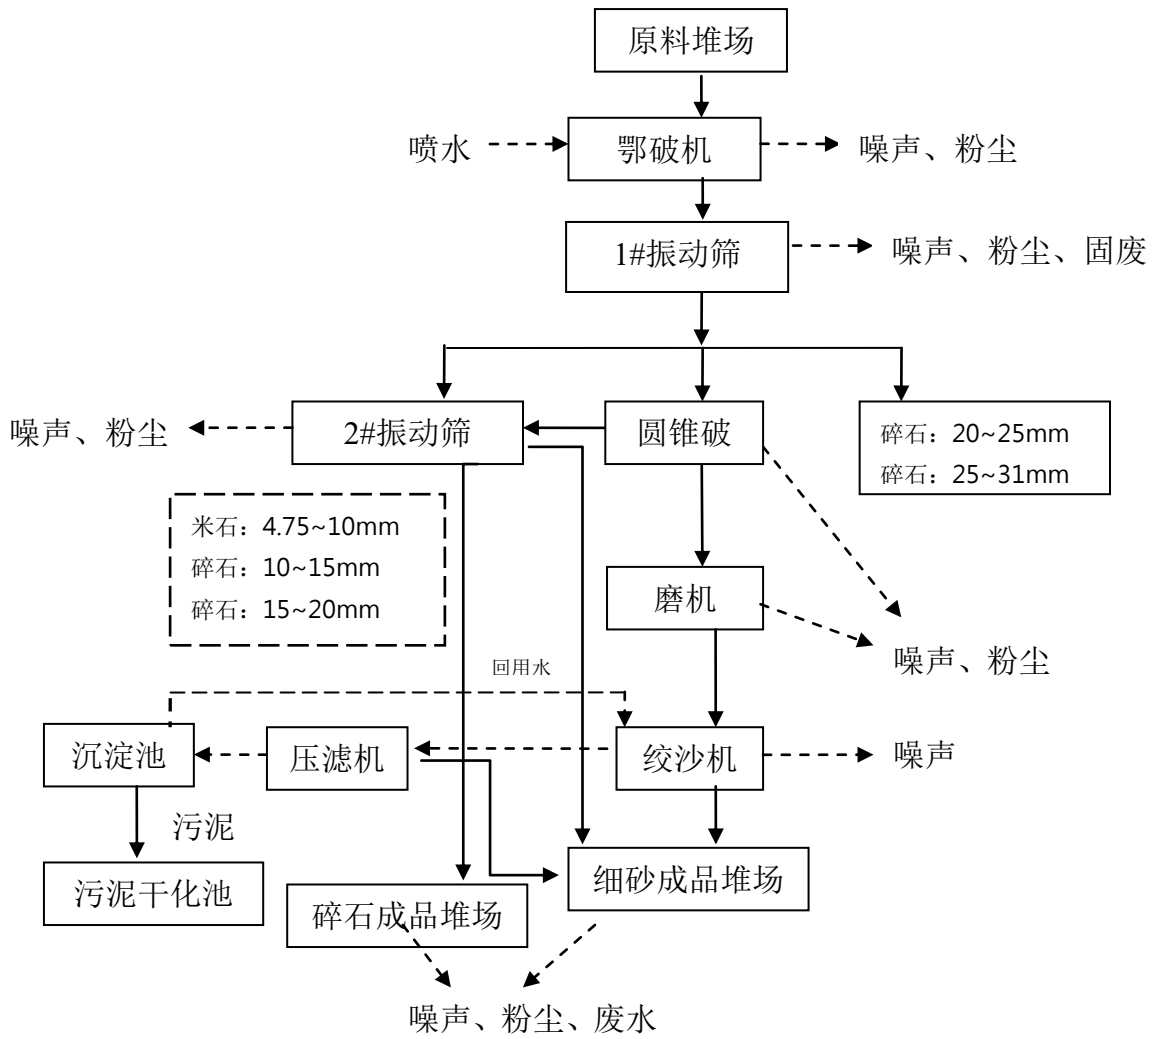 原料堆场
喷水
鄂破机
噪声、粉尘
1#振动筛
噪声、粉尘、固废
噪声、粉尘
2#振动筛
圆锥破
碎石：20~25mm
碎石：25~31mm
米石：4.75~10mm
碎石：10~15mm
碎石：15~20mm
磨机
噪声、粉尘
回用水
沉淀池
压滤机
绞沙机
噪声
污泥
污泥干化池
碎石成品堆场
细砂成品堆场
噪声、粉尘、废水